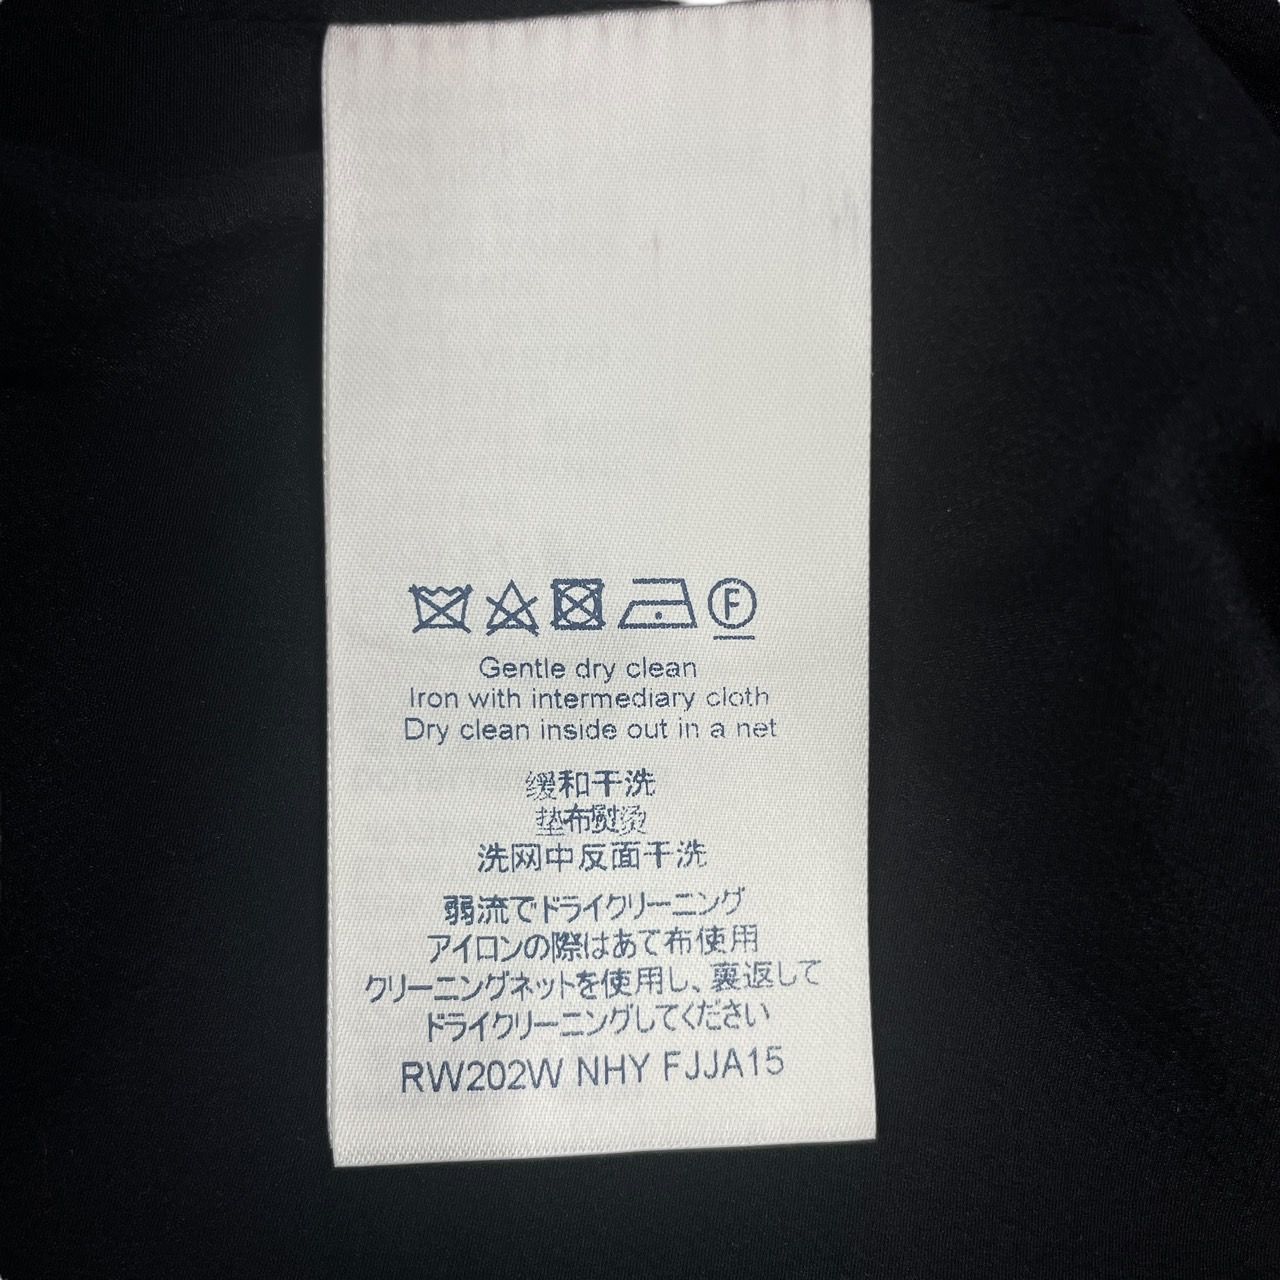 F
Gentle dry clean
Iron with intermediary cloth
Dry clean inside out in a net
缓和干洗
垫布熨烫
洗网中反面干洗
弱流でドライクリーニング
アイロンの際はあて布使用
クリーニングネットを使用し、裏返して
ドライクリーニングしてください
RW202W NHY FJJA15